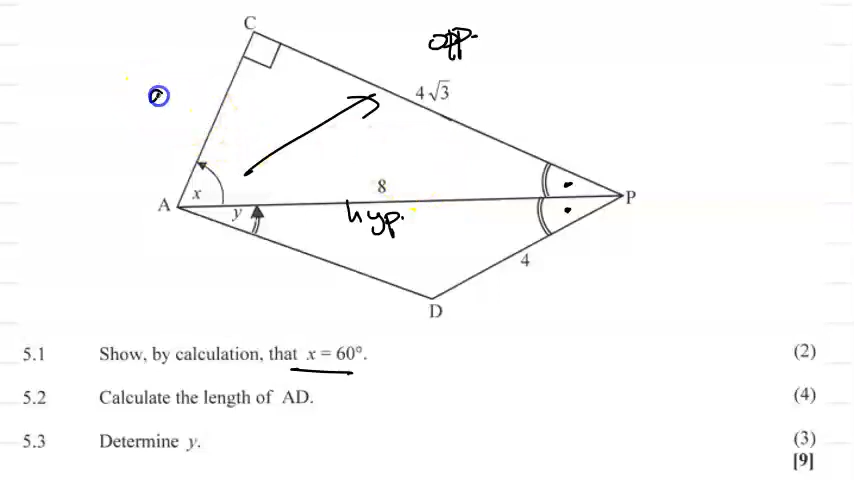 C
opp.
4√3
x
8
A
y
hyp.
P
4
D
5.1 Show, by calculation, that x = 60°. (2)
5.2 Calculate the length of AD. (4)
5.3 Determine y. (3)
[9]